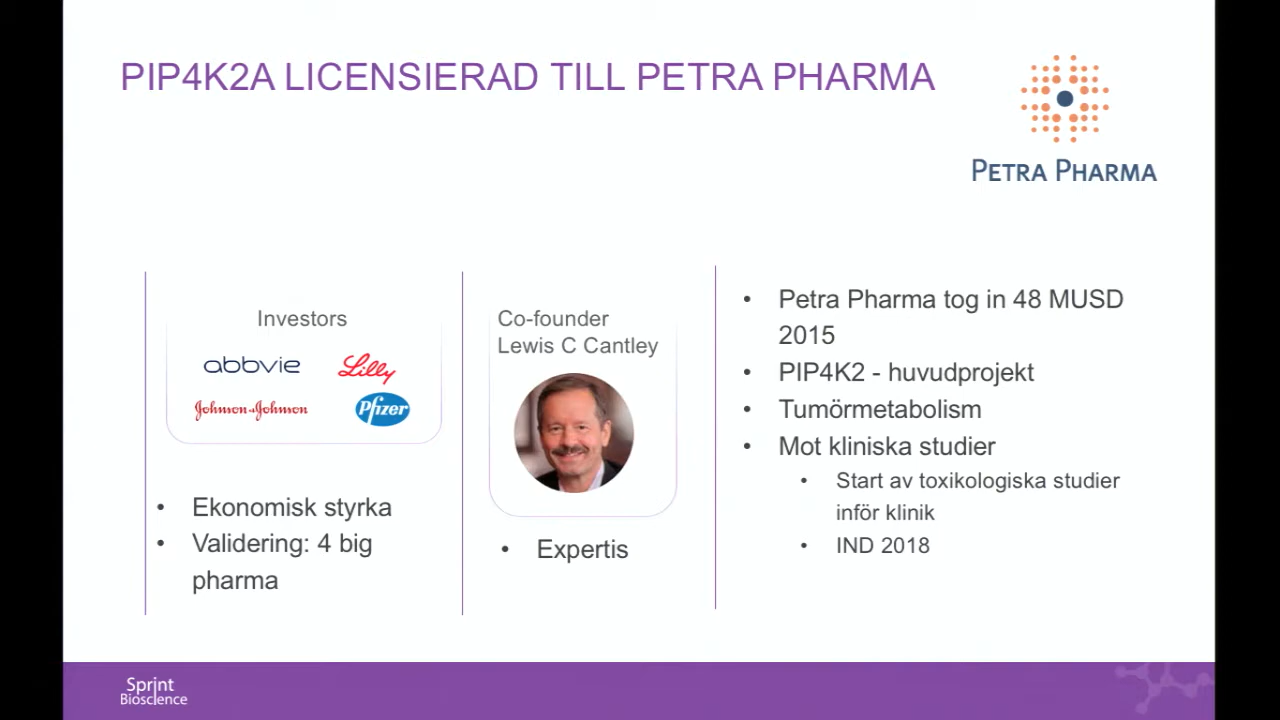 PIP4K2A LICENSIERAD TILL PETRA PHARMA
PETRA PHARMA
Investors
abbvie
Lilly
Johnson & Johnson
Pfizer
• Ekonomisk styrka
• Validering: 4 big
pharma
Co-founder
Lewis C Cantley
• Expertis
• Petra Pharma tog in 48 MUSD
2015
• PIP4K2 - huvudprojekt
• Tumörmetabolism
• Mot kliniska studier
• Start av toxikologiska studier
inför klinik
• IND 2018
Sprint
Bioscience